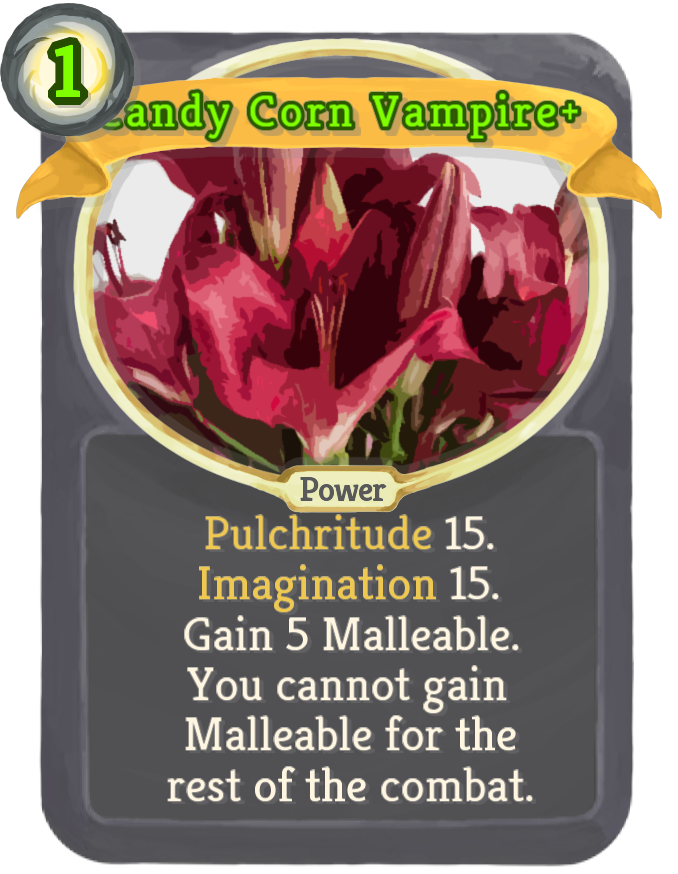 1
Candy Corn Vampire+
Power
Pulchritude 15.
Imagination 15.
Gain 5 Malleable.
You cannot gain
Malleable for the
rest of the combat.